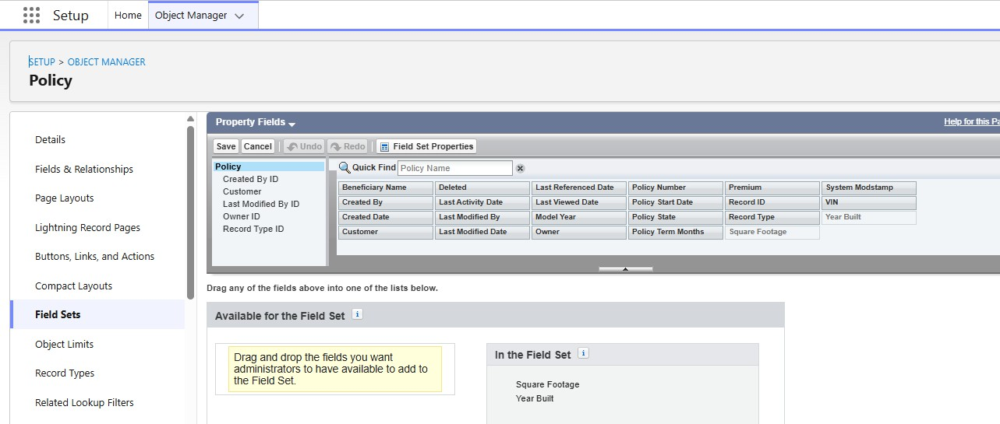 Setup Home Object Manager
SETUP > OBJECT MANAGER
Policy
Details
Fields & Relationships
Page Layouts
Lightning Record Pages
Buttons, Links, and Actions
Compact Layouts
Field Sets
Object Limits
Record Types
Related Lookup Filters
Property Fields
Help for this Pa
Save Cancel Undo Redo Field Set Properties
Policy
Created By ID
Customer
Last Modified By ID
Owner ID
Record Type ID
Quick Find Policy Name
Beneficiary Name Deleted Last Referenced Date Policy Number Premium System Modstamp
Created By Last Activity Date Last Viewed Date Policy Start Date Record ID VIN
Created Date Last Modified By Model Year Policy State Record Type Year Built
Customer Last Modified Date Owner Policy Term Months Square Footage
Drag any of the fields above into one of the lists below.
Available for the Field Set
Drag and drop the fields you want
administrators to have available to add to
the Field Set.
In the Field Set
Square Footage
Year Built